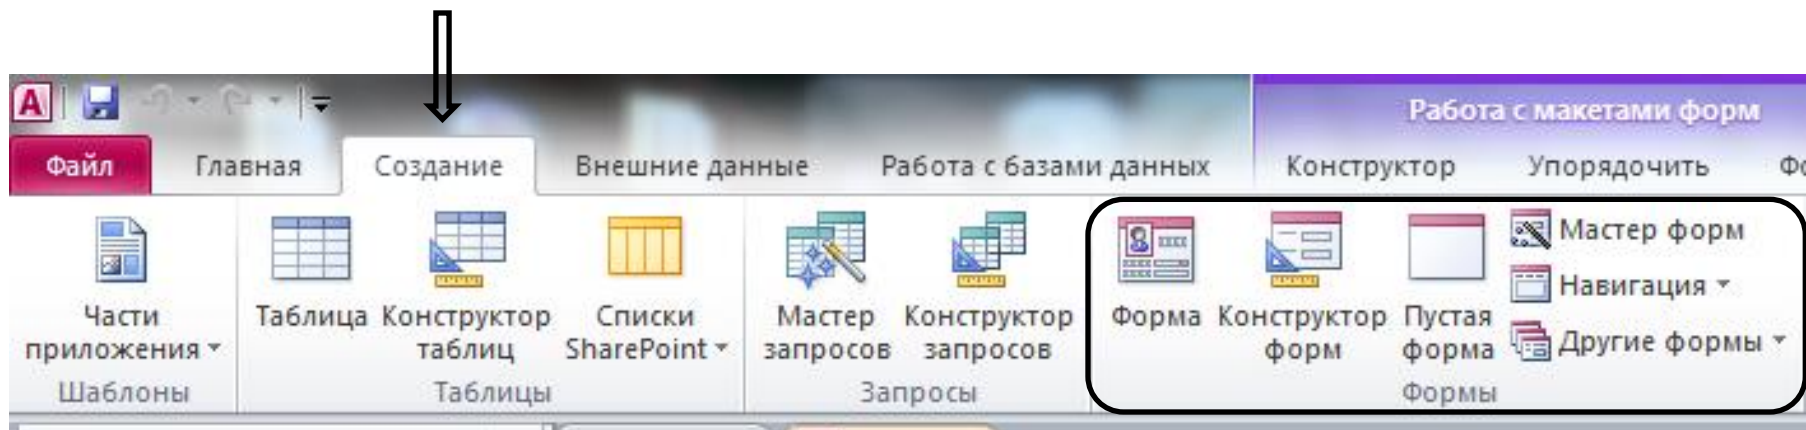 A
Работа с макетами форм
Файл Главная Создание Внешние данные Работа с базами данных Конструктор Упорядочить Фо
Части приложения
Таблица
Конструктор таблиц
Списки SharePoint
Мастер запросов
Конструктор запросов
Форма
Конструктор форм
Пустая форма
Мастер форм
Навигация
Другие формы
Шаблоны Таблицы Запросы Формы